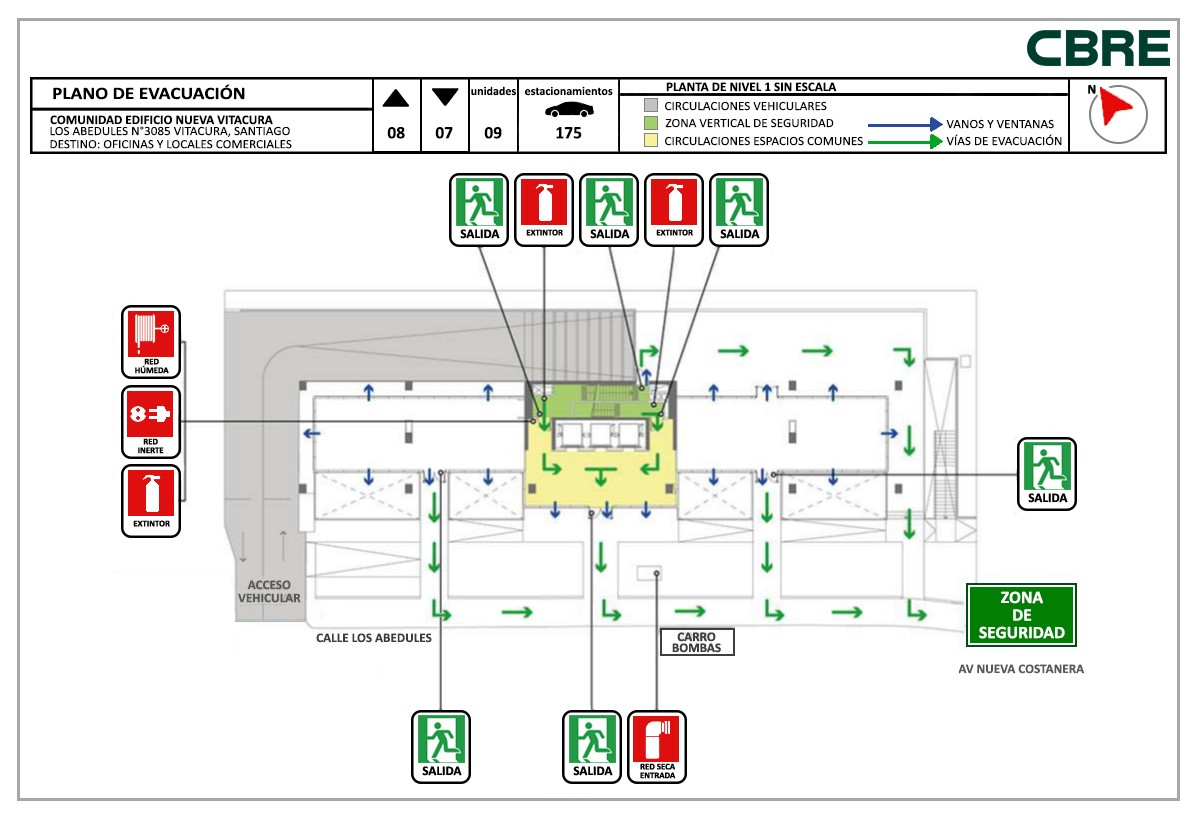 CBRE
PLANO DE EVACUACIÓN
COMUNIDAD EDIFICIO NUEVA VITACURA
LOS ABEDULES N°3085 VITACURA, SANTIAGO
DESTINO: OFICINAS Y LOCALES COMERCIALES
08
07
unidades
09
estacionamientos
175
PLANTA DE NIVEL 1 SIN ESCALA
CIRCULACIONES VEHICULARES
ZONA VERTICAL DE SEGURIDAD
CIRCULACIONES ESPACIOS COMUNES
VANOS Y VENTANAS
VÍAS DE EVACUACIÓN
N
SALIDA
EXTINTOR
SALIDA
EXTINTOR
SALIDA
RED
HÚMEDA
RED
INERTE
EXTINTOR
SALIDA
ACCESO
VEHICULAR
CALLE LOS ABEDULES
CARRO
BOMBAS
ZONA
DE
SEGURIDAD
AV NUEVA COSTANERA
SALIDA
SALIDA
RED SECA
ENTRADA